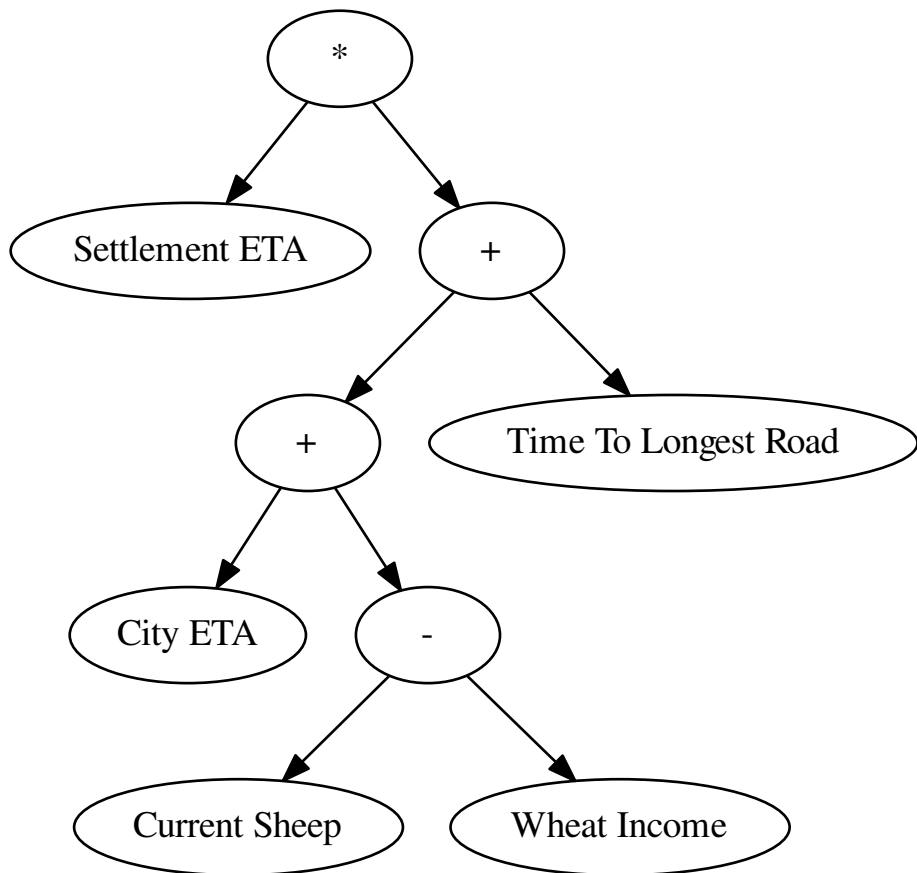 *
Settlement ETA
+
+
Time To Longest Road
City ETA
-
Current Sheep
Wheat Income